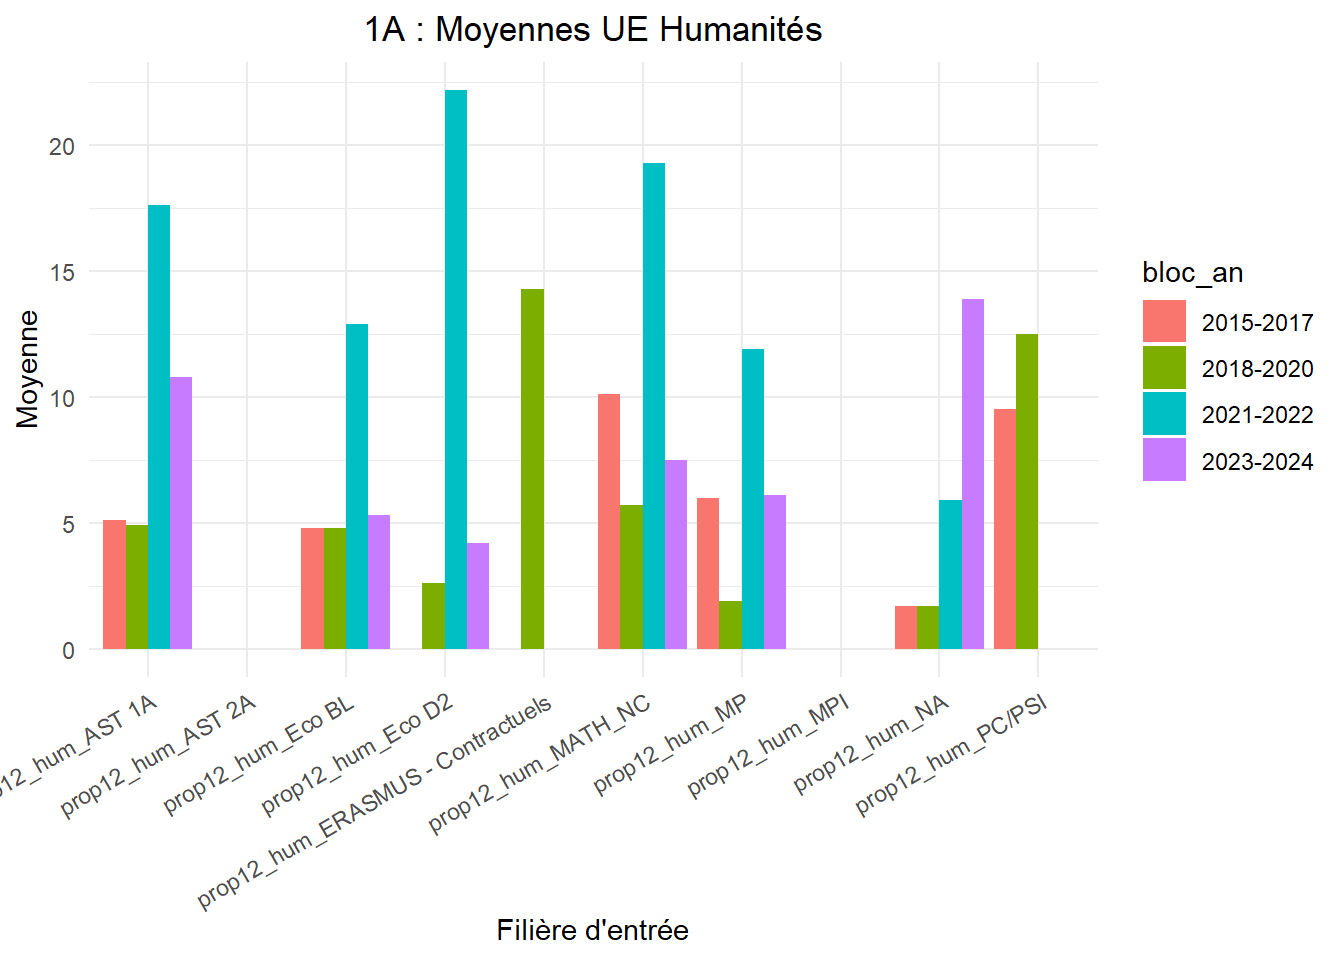 1A : Moyennes UE Humanités
Moyenne
20
15
10
5
0
12_hum_AST 1A
prop12_hum_AST 2A
prop12_hum_Eco BL
prop12_hum_Eco D2
prop12_hum_ERASMUS - Contractuels
prop12_hum_MATH_NC
prop12_hum_MP
prop12_hum_MPI
prop12_hum_NA
prop12_hum_PC/PSI
Filière d'entrée
bloc_an
2015-2017
2018-2020
2021-2022
2023-2024